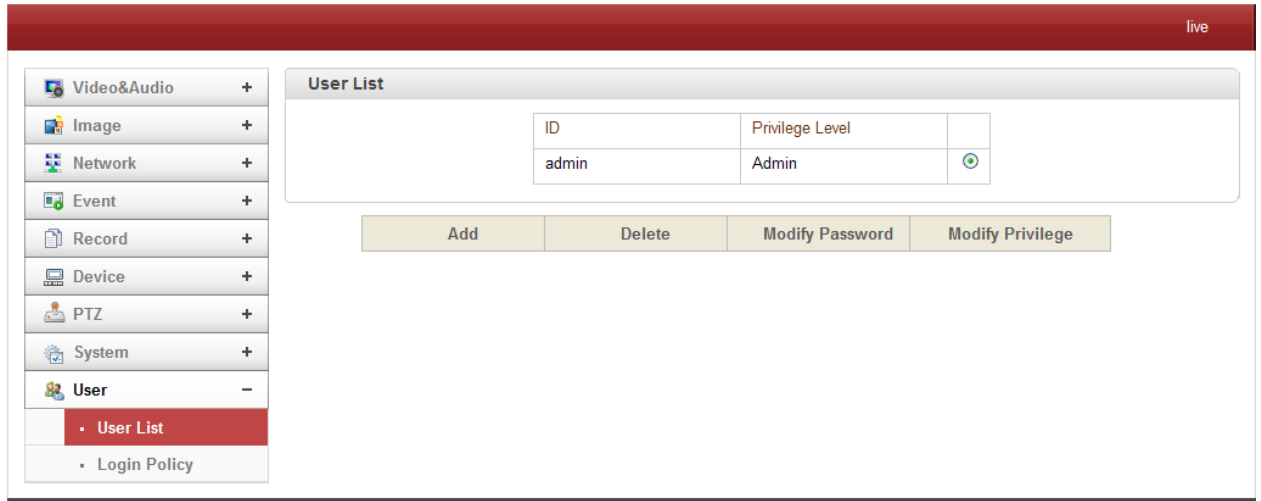 live
Video&Audio +
Image +
Network +
Event +
Record +
Device +
PTZ +
System +
User −
User List
Login Policy
User List
ID Privilege Level
admin Admin
Add Delete Modify Password Modify Privilege